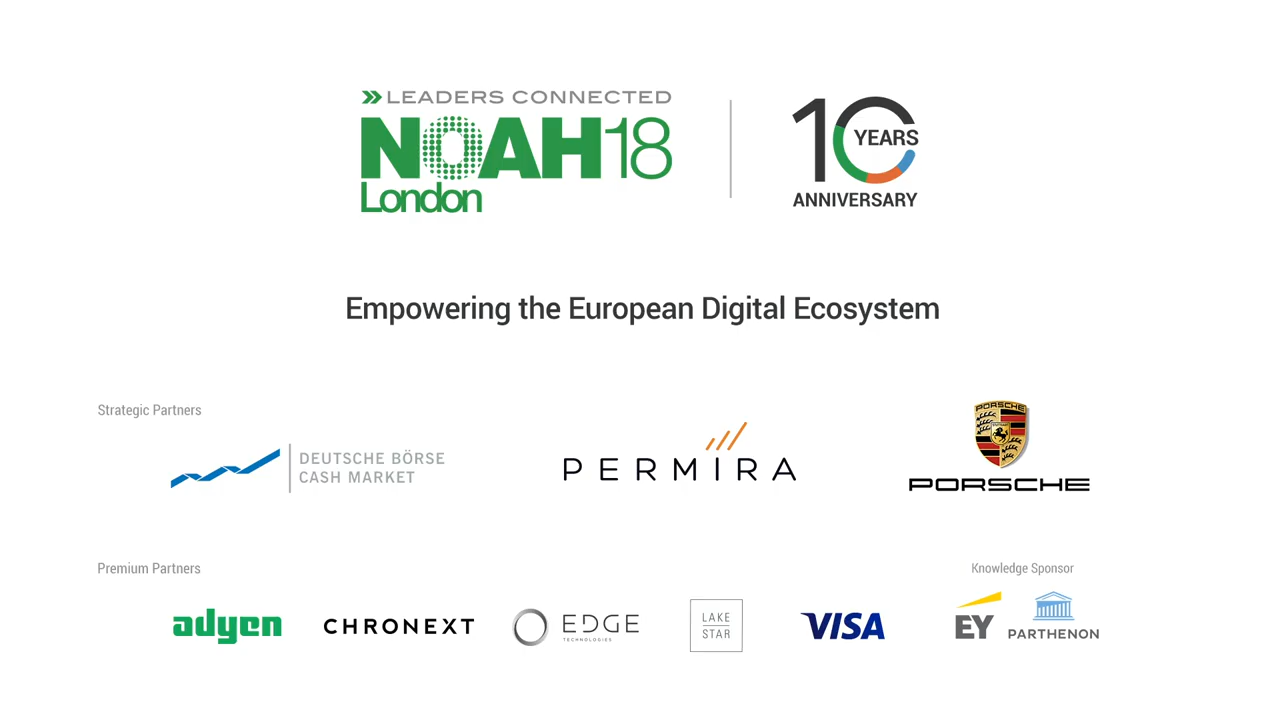 LEADERS CONNECTED
NOAH18
London
10 YEARS
ANNIVERSARY
Empowering the European Digital Ecosystem
Strategic Partners
DEUTSCHE BÖRSE
CASH MARKET
PERMIRA
PORSCHE
PORSCHE
Premium Partners
Knowledge Sponsor
adyen
CHRONEXT
EDGE
TECHNOLOGIES
LAKE
STAR
VISA
EY
PARTHENON